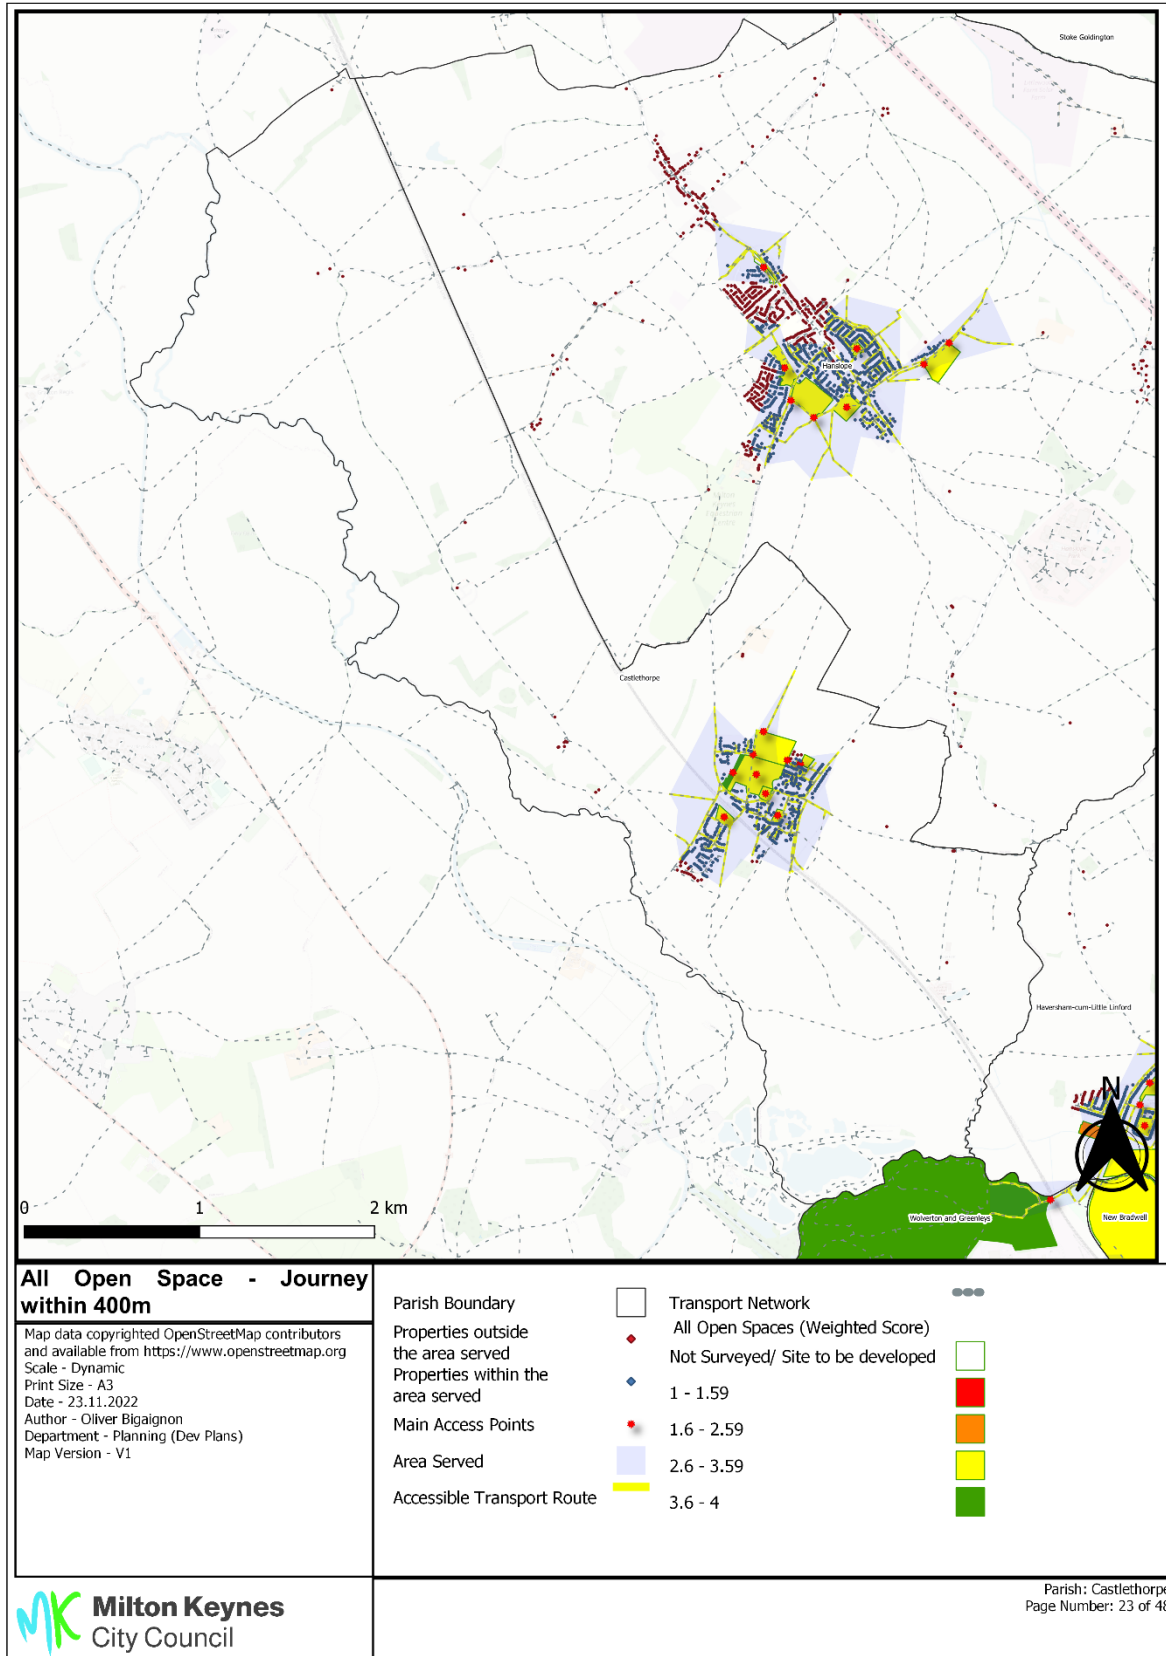 Stoke Goldington
Hanslope
Castlethorpe
Haversham-cum-Little Linford
N
Wolverton and Greenleys
New Bradwell
0 1 2 km
All Open Space - Journey
within 400m
Map data copyrighted OpenStreetMap contributors
and available from https://www.openstreetmap.org
Scale - Dynamic
Print Size - A3
Date - 23.11.2022
Author - Oliver Bigaignon
Department - Planning (Dev Plans)
Map Version - V1
Parish Boundary
Properties outside
the area served
Properties within the
area served
Main Access Points
Area Served
Accessible Transport Route
Transport Network
All Open Spaces (Weighted Score)
Not Surveyed/ Site to be developed
1 - 1.59
1.6 - 2.59
2.6 - 3.59
3.6 - 4
MK Milton Keynes
City Council
Parish: Castlethorpe
Page Number: 23 of 48